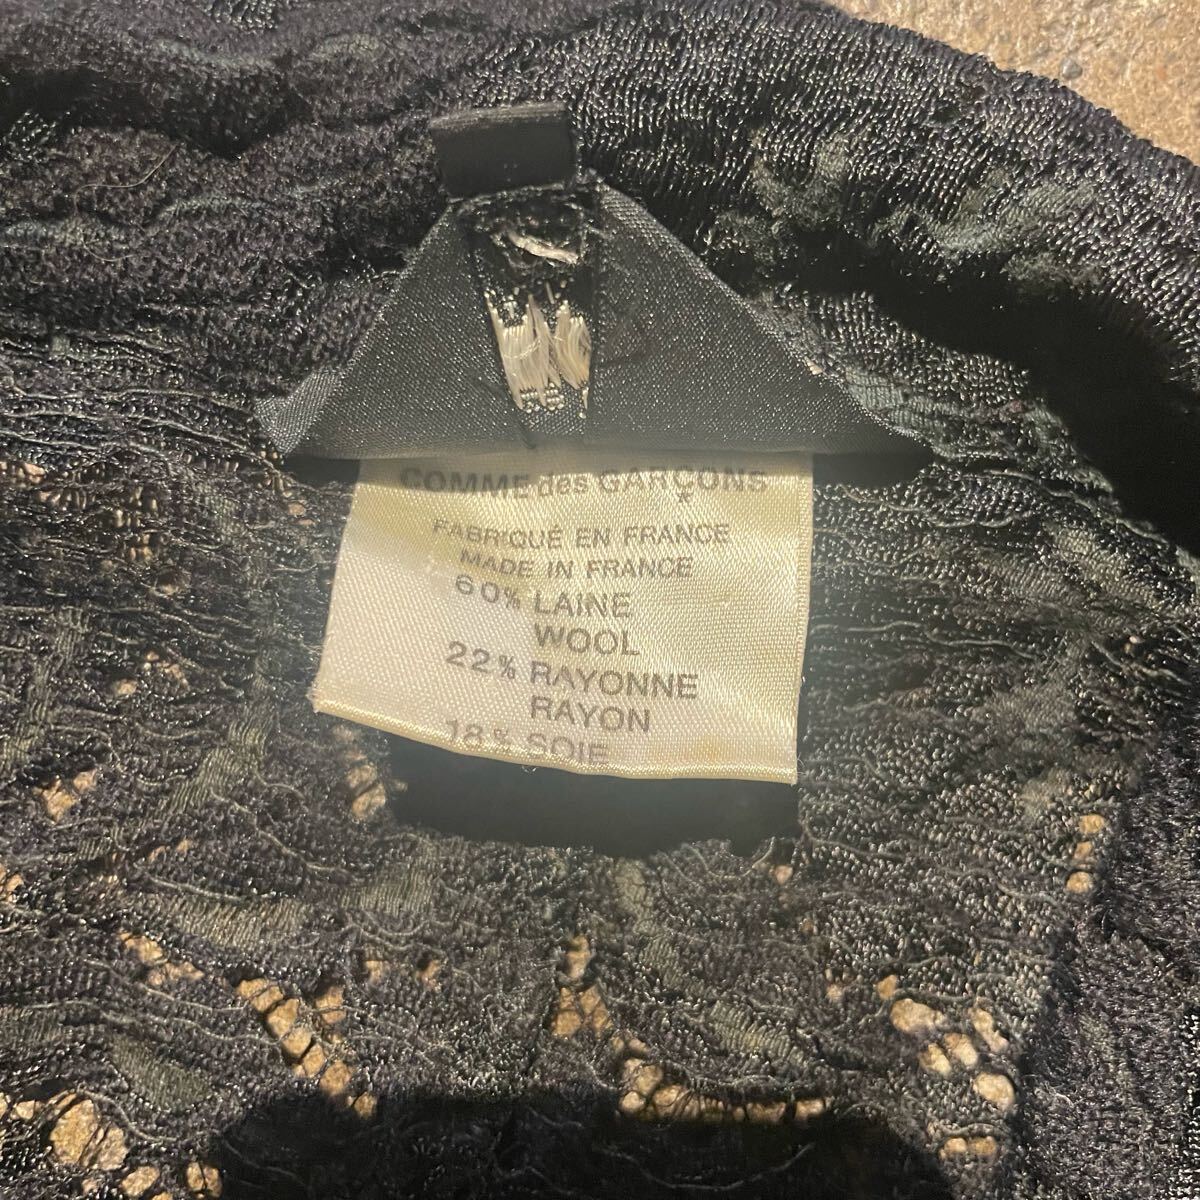 COMME des GARÇONS
FABRIQUÉ EN FRANCE
MADE IN FRANCE
60% LAINE
WOOL
22% RAYONNE
RAYON
18% SOIE